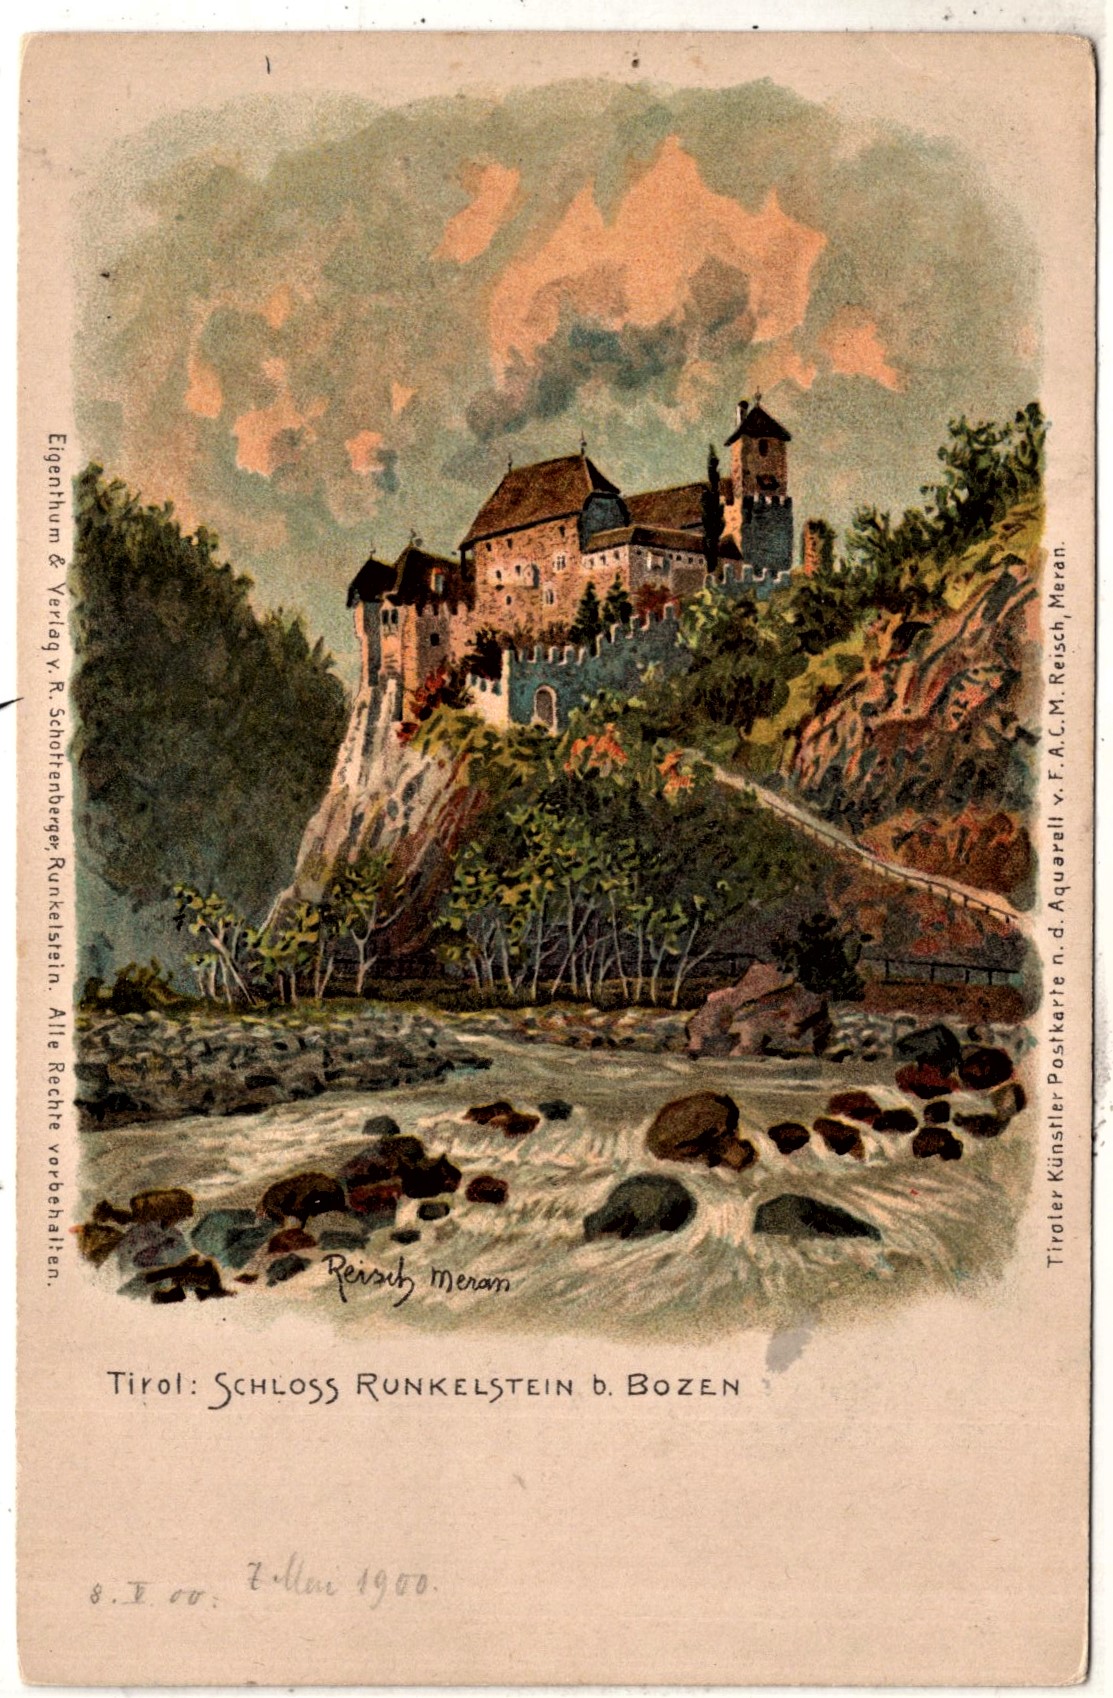 Eigenthum & Verlag v. R. Schottenberger, Runkelstein. Alle Rechte vorbehalten.
Tiroler Künstler Postkarte n. d. Aquarell v. F. A. C. M. Reisch, Meran.
Reisch Meran
Tirol: SCHLOSS RUNKELSTEIN b. BOZEN
8. V. 00. 7 Mai 1900.